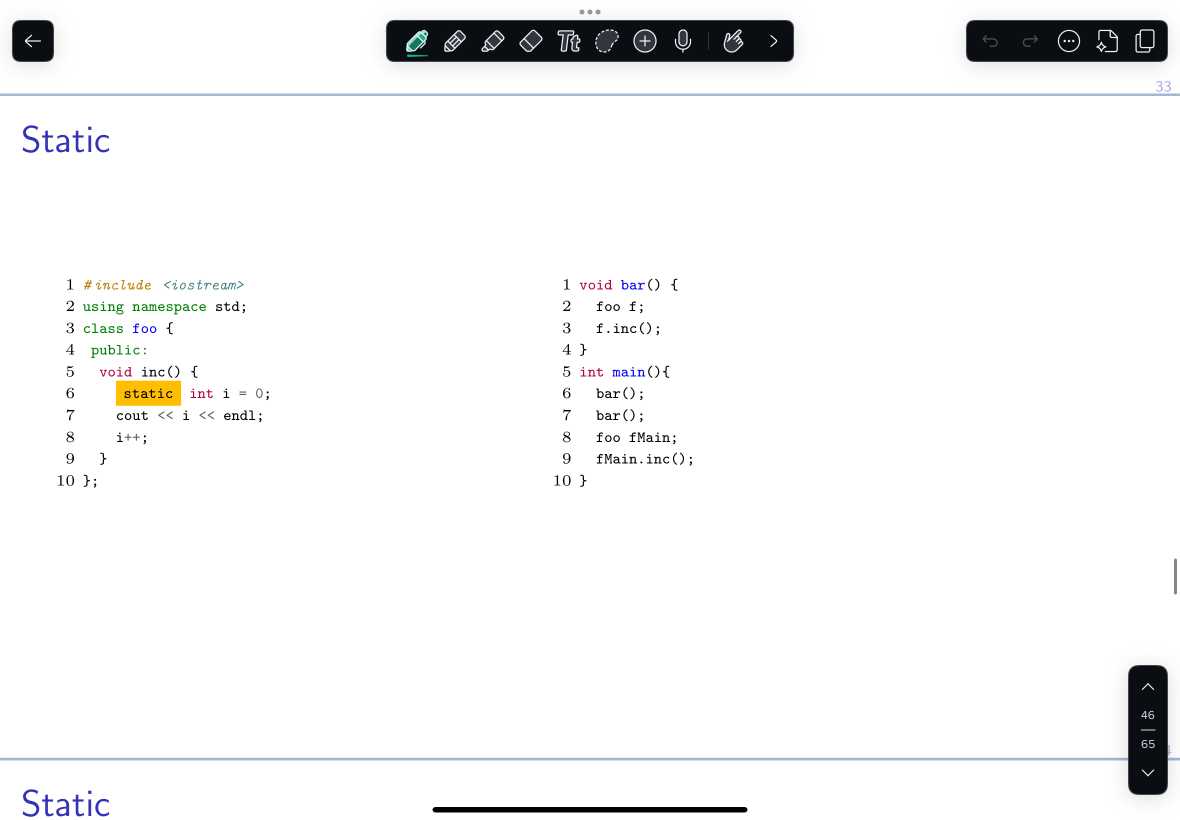 Tt
33
Static
1 #include <iostream>
2 using namespace std;
3 class foo {
4 public:
5 void inc() {
6 static int i = 0;
7 cout << i << endl;
8 i++;
9 }
10 };
1 void bar() {
2 foo f;
3 f.inc();
4 }
5 int main(){
6 bar();
7 bar();
8 foo fMain;
9 fMain.inc();
10 }
46
65
Static